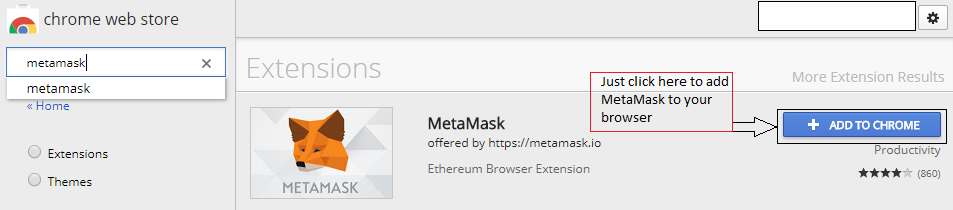 chrome web store
metamask
metamask
« Home
Extensions
Themes
Extensions
More Extension Results
METAMASK
MetaMask
offered by https://metamask.io
Ethereum Browser Extension
Just click here to add
MetaMask to your
browser
+ ADD TO CHROME
Productivity
(860)